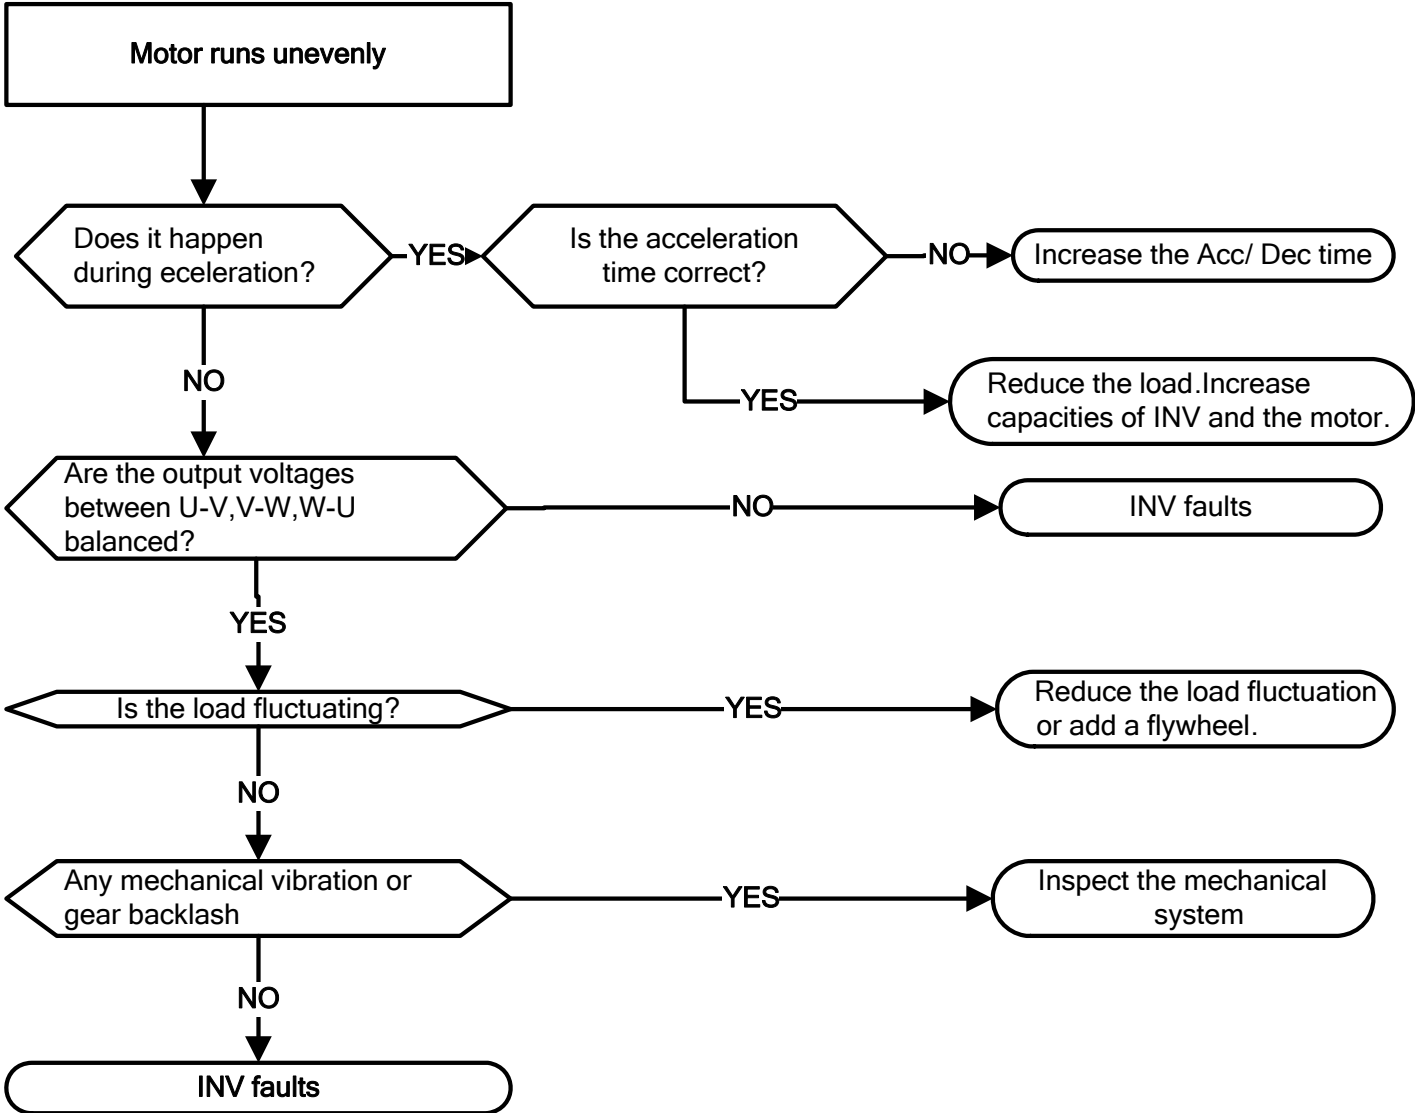 Motor runs unevenly
Does it happen
during eceleration?
YES
Is the acceleration
time correct?
NO
Increase the Acc/ Dec time
NO
YES
Reduce the load.Increase
capacities of INV and the motor.
Are the output voltages
between U-V,V-W,W-U
balanced?
NO
INV faults
YES
Is the load fluctuating?
YES
Reduce the load fluctuation
or add a flywheel.
NO
Any mechanical vibration or
gear backlash
YES
Inspect the mechanical
system
NO
INV faults